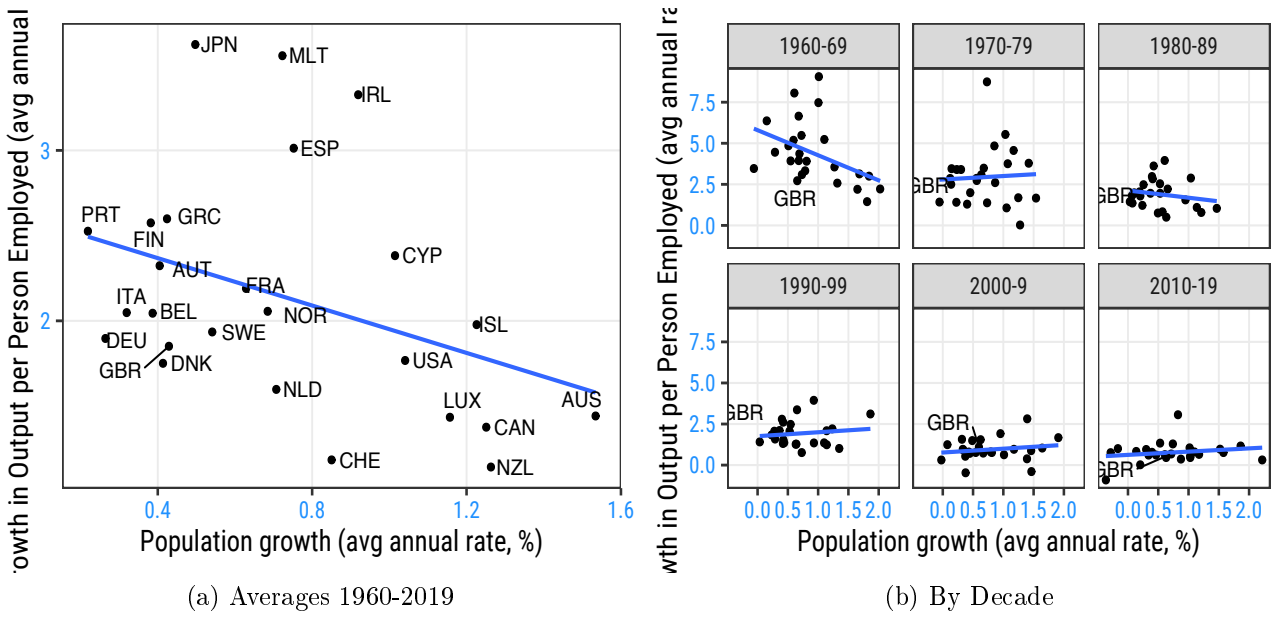 rowth in Output per Person Employed (avg annual
3
2
JPN
MLT
IRL
ESP
PRT
GRC
FIN
CYP
AUT
FRA
ITA
BEL
NOR
ISL
DEU
SWE
GBR
DNK
USA
NLD
LUX
AUS
CAN
CHE
NZL
0.4 0.8 1.2 1.6
Population growth (avg annual rate, %)
(a) Averages 1960-2019
wth in Output per Person Employed (avg annual ra
1960-69 1970-79 1980-89
7.5
5.0
2.5
0.0
GBR
GBR
GBR
1990-99 2000-9 2010-19
7.5
5.0
2.5
0.0
GBR
GBR
GBR
0.0 0.5 1.0 1.5 2.0 0.0 0.5 1.0 1.5 2.0 0.0 0.5 1.0 1.5 2.0
Population growth (avg annual rate, %)
(b) By Decade